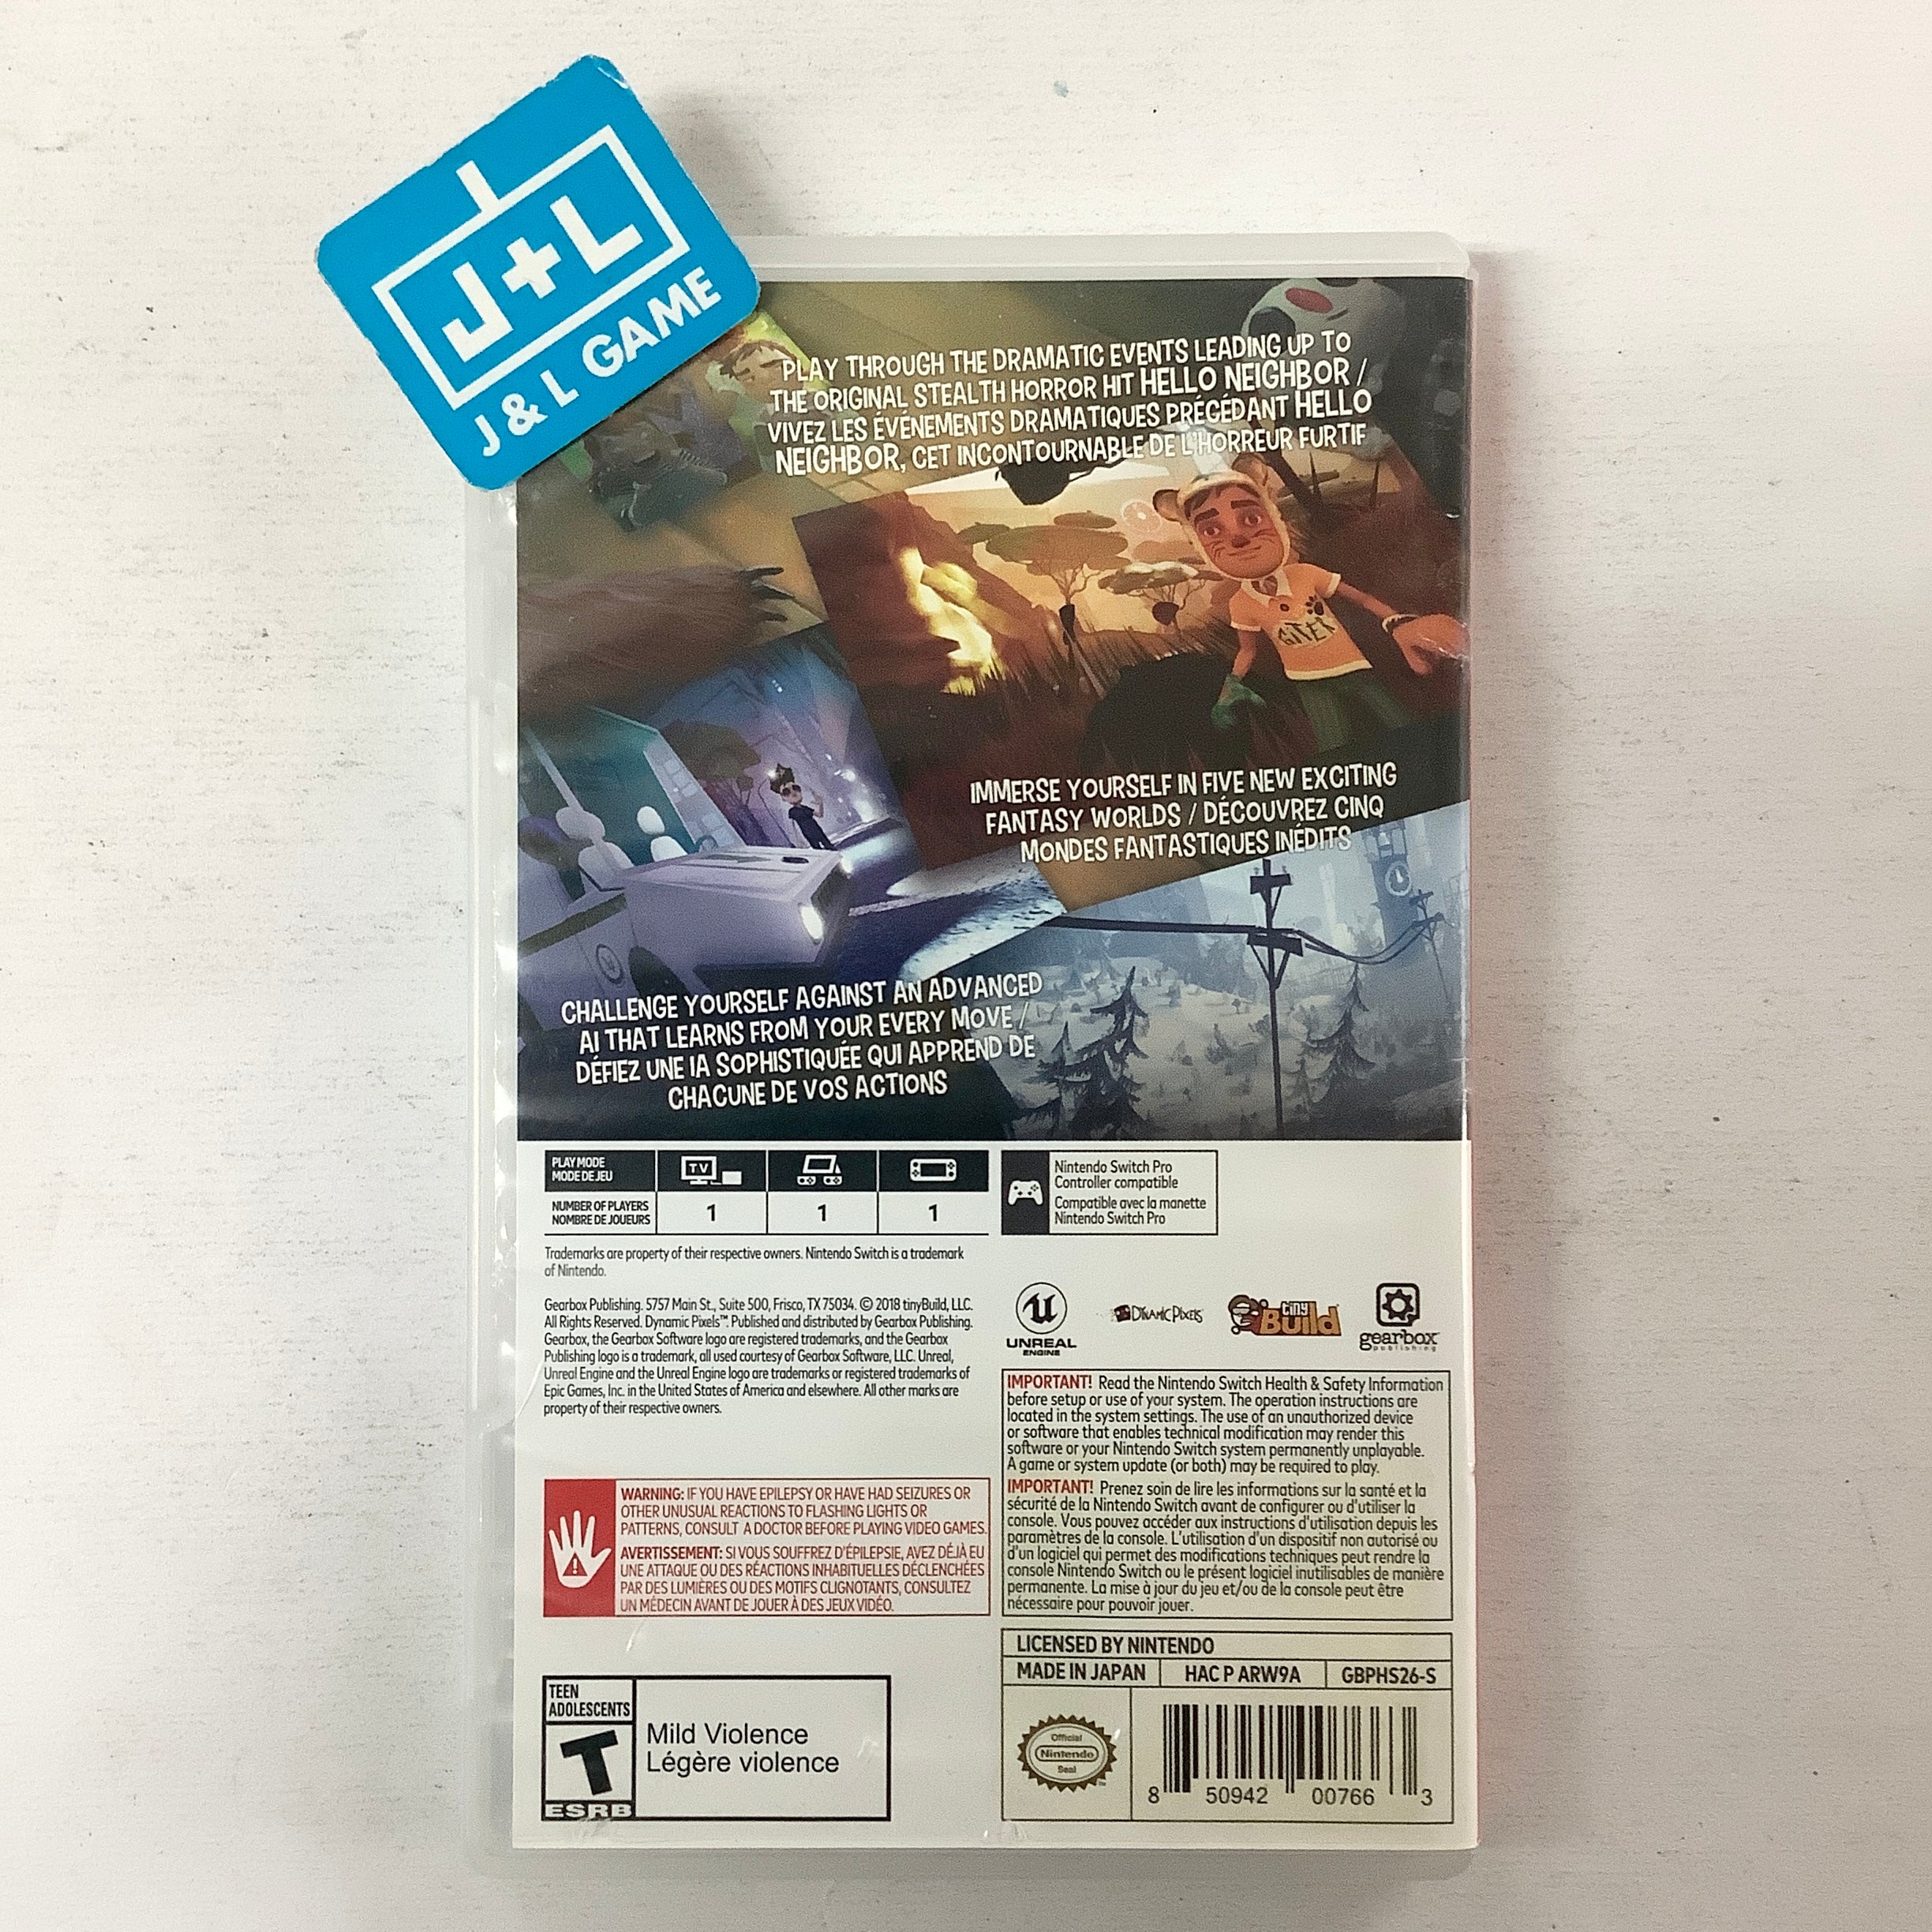 J+L
J & L GAME
PLAY THROUGH THE DRAMATIC EVENTS LEADING UP TO
THE ORIGINAL STEALTH HORROR HIT HELLO NEIGHBOR /
VIVEZ LES ÉVÉNEMENTS DRAMATIQUES PRÉCÉDANT HELLO
NEIGHBOR, CET INCONTOURNABLE DE L'HORREUR FURTIF
IMMERSE YOURSELF IN FIVE NEW EXCITING
FANTASY WORLDS / DÉCOUVREZ CINQ
MONDES FANTASTIQUES INÉDITS
CHALLENGE YOURSELF AGAINST AN ADVANCED
AI THAT LEARNS FROM YOUR EVERY MOVE /
DÉFIEZ UNE IA SOPHISTIQUÉE QUI APPREND DE
CHACUNE DE VOS ACTIONS
PLAY MODE
MODE DE JEU
TV
NUMBER OF PLAYERS
NOMBRE DE JOUEURS
1 1 1
Nintendo Switch Pro
Controller compatible
Compatible avec la manette
Nintendo Switch Pro
Trademarks are property of their respective owners. Nintendo Switch is a trademark
of Nintendo.
Gearbox Publishing. 5757 Main St., Suite 500, Frisco, TX 75034. © 2018 tinyBuild, LLC.
All Rights Reserved. Dynamic Pixels™. Published and distributed by Gearbox Publishing.
Gearbox, the Gearbox Software logo are registered trademarks, and the Gearbox
Publishing logo is a trademark, all used courtesy of Gearbox Software, LLC. Unreal,
Unreal Engine and the Unreal Engine logo are trademarks or registered trademarks of
Epic Games, Inc. in the United States of America and elsewhere. All other marks are
property of their respective owners.
UNREAL
ENGINE
DYNAMIC PIXELS
tiny
Build
gearbox
publishing
IMPORTANT! Read the Nintendo Switch Health & Safety Information
before setup or use of your system. The operation instructions are
located in the system settings. The use of an unauthorized device
or software that enables technical modification may render this
software or your Nintendo Switch system permanently unplayable.
A game or system update (or both) may be required to play.
IMPORTANT! Prenez soin de lire les informations sur la santé et la
sécurité de la Nintendo Switch avant de configurer ou d'utiliser la
console. Vous pouvez accéder aux instructions d'utilisation depuis les
paramètres de la console. L'utilisation d'un dispositif non autorisé ou
d'un logiciel qui permet des modifications techniques peut rendre la
console Nintendo Switch ou le présent logiciel inutilisables de manière
permanente. La mise à jour du jeu et/ou de la console peut être
nécessaire pour pouvoir jouer.
WARNING: IF YOU HAVE EPILEPSY OR HAVE HAD SEIZURES OR
OTHER UNUSUAL REACTIONS TO FLASHING LIGHTS OR
PATTERNS, CONSULT A DOCTOR BEFORE PLAYING VIDEO GAMES.
AVERTISSEMENT: SI VOUS SOUFFREZ D'ÉPILEPSIE, AVEZ DÉJÀ EU
UNE ATTAQUE OU DES RÉACTIONS INHABITUELLES DÉCLENCHÉES
PAR DES LUMIÈRES OU DES MOTIFS CLIGNOTANTS, CONSULTEZ
UN MÉDECIN AVANT DE JOUER À DES JEUX VIDÉO.
LICENSED BY NINTENDO
MADE IN JAPAN HAC P ARW9A GBPHS26-S
TEEN
ADOLESCENTS
T
ESRB
Mild Violence
Légère violence
Official
Nintendo
Seal
8 50942 00766 3